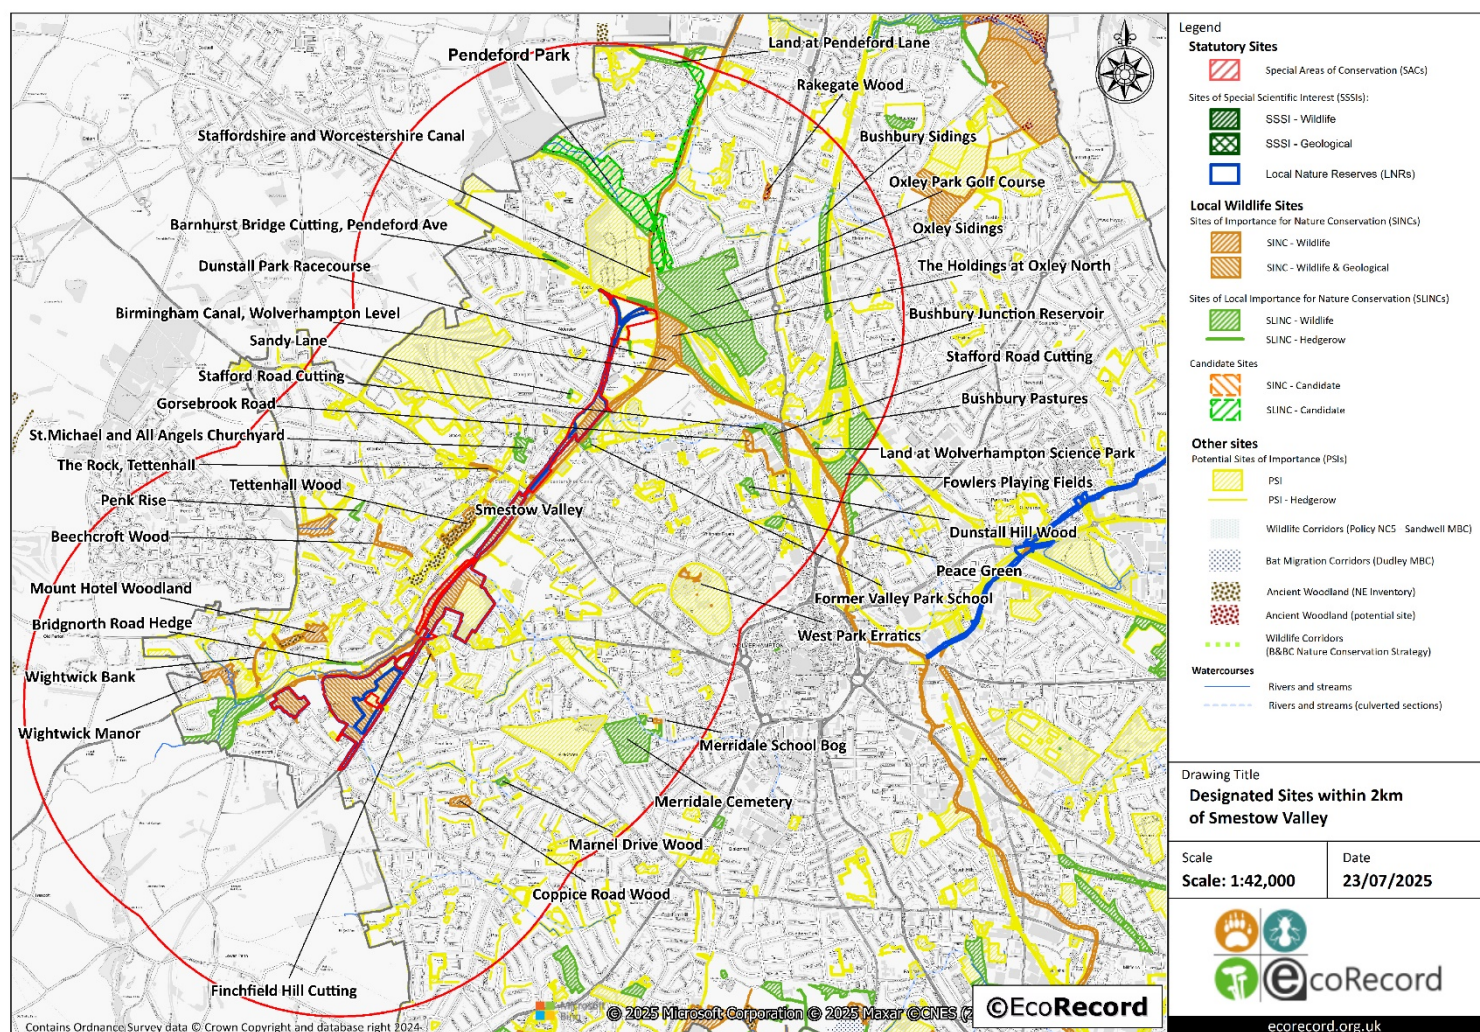 Pendeford Park
Land at Pendeford Lane
Rakegate Wood
Staffordshire and Worcestershire Canal
Bushbury Sidings
Oxley Park Golf Course
Barnhurst Bridge Cutting, Pendeford Ave
Oxley Sidings
Dunstall Park Racecourse
The Holdings at Oxley North
Birmingham Canal, Wolverhampton Level
Bushbury Junction Reservoir
Sandy Lane
Stafford Road Cutting
Stafford Road Cutting
Gorsebrook Road
Bushbury Pastures
St.Michael and All Angels Churchyard
Land at Wolverhampton Science Park
The Rock, Tettenhall
Tettenhall Wood
Fowlers Playing Fields
Penk Rise
Smestow Valley
Beechcroft Wood
Dunstall Hill Wood
Peace Green
Mount Hotel Woodland
Former Valley Park School
Bridgnorth Road Hedge
West Park Erratics
WOLVERHAMPTON
Wightwick Bank
Wightwick Manor
Merridale School Bog
Merridale Cemetery
Marnel Drive Wood
Coppice Road Wood
Finchfield Hill Cutting
Microsoft
Bing
© 2025 Microsoft Corporation © 2025 Maxar ©CNES (2
©EcoRecord
Contains Ordnance Survey data © Crown Copyright and database right 2024-
Legend
Statutory Sites
Special Areas of Conservation (SACs)
Sites of Special Scientific Interest (SSSIs):
SSSI - Wildlife
SSSI - Geological
Local Nature Reserves (LNRs)
Local Wildlife Sites
Sites of Importance for Nature Conservation (SINCs)
SINC - Wildlife
SINC - Wildlife & Geological
Sites of Local Importance for Nature Conservation (SLINCs)
SLINC - Wildlife
SLINC - Hedgerow
Candidate Sites
SINC - Candidate
SLINC - Candidate
Other sites
Potential Sites of Importance (PSIs)
PSI
PSI - Hedgerow
Wildlife Corridors (Policy NC5 Sandwell MBC)
Bat Migration Corridors (Dudley MBC)
Ancient Woodland (NE Inventory)
Ancient Woodland (potential site)
Wildlife Corridors
(B&BC Nature Conservation Strategy)
Watercourses
Rivers and streams
Rivers and streams (culverted sections)
Drawing Title
Designated Sites within 2km
of Smestow Valley
Scale
Scale: 1:42,000
Date
23/07/2025
ecoRecord
ecorecord.org.uk